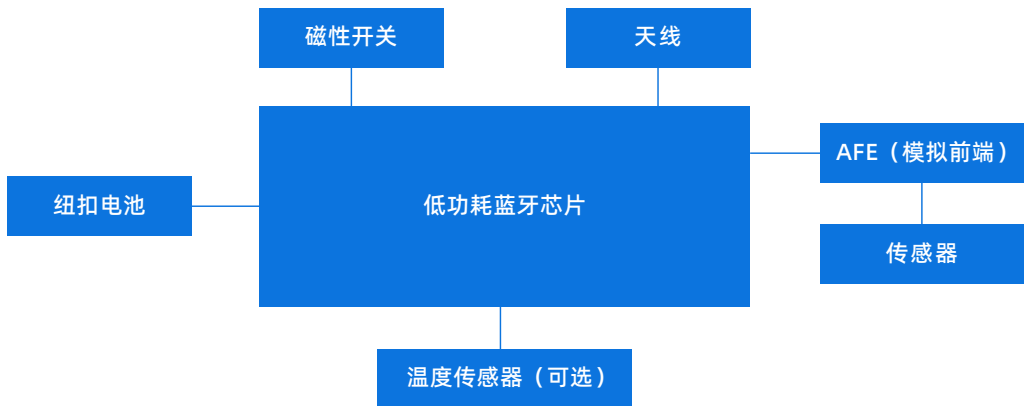 磁性开关
天线
AFE（模拟前端）
纽扣电池
低功耗蓝牙芯片
传感器
温度传感器（可选）